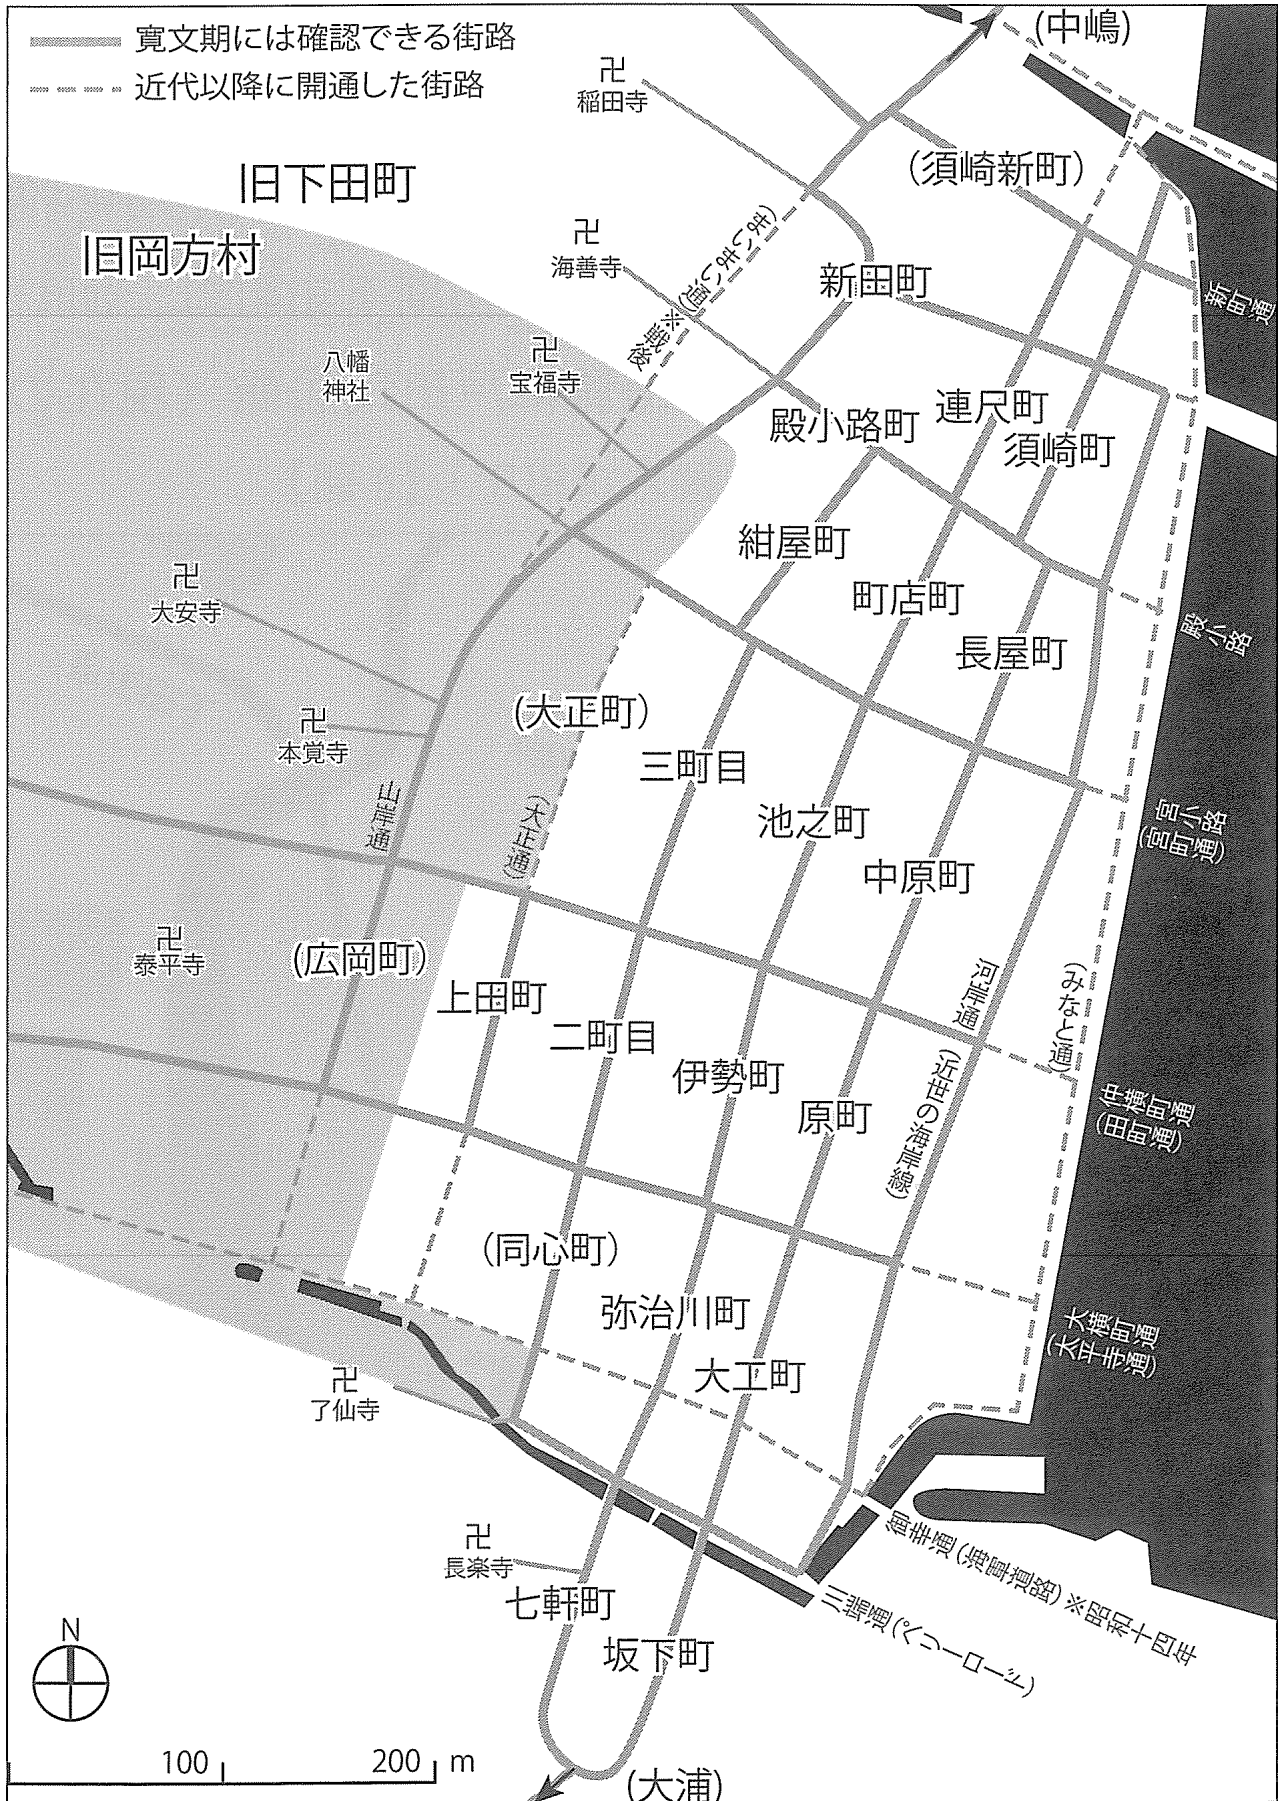 寛文期には確認できる街路
近代以降に開通した街路
(中嶋)
卍
稲田寺
(須崎新町)
旧下田町
旧岡方村
卍
海善寺
(まいまい通)
※戦後
新田町
新町通
八幡
神社
卍
宝福寺
殿小路町
連尺町
須崎町
紺屋町
卍
大安寺
町店町
長屋町
殿小路
(大正町)
卍
本覚寺
三町目
山岸通
(大正通)
池之町
宮小路
(宮町通)
中原町
卍
泰平寺
(広岡町)
上田町
河岸通
(近世の海岸線)
(みなと通)
二町目
伊勢町
原町
仲横町通
(田町通)
(同心町)
弥治川町
大工町
大横町通
(太平寺通)
卍
了仙寺
卍
長楽寺
七軒町
坂下町
御幸通(海軍道路)※昭和十四年
川端通(ペリーロード)
N
100
200
m
(大浦)